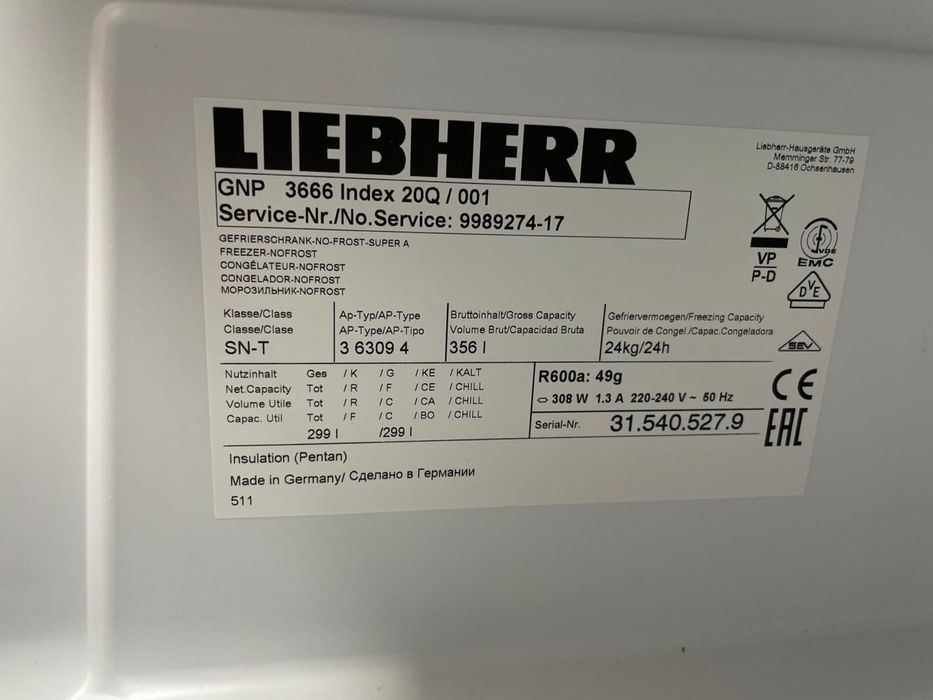 LIEBHERR
Liebherr-Hausgeräte GmbH
Memminger Str. 77-79
D-88416 Ochsenhausen
GNP 3666 Index 20Q / 001
Service-Nr./No.Service: 9989274-17
VP
P-D
VDE
EMC
DVE
GEFRIERSCHRANK-NO-FROST-SUPER A
FREEZER-NOFROST
CONGÉLATEUR-NOFROST
CONGELADOR-NOFROST
МОРОЗИЛЬНИК-NOFROST
Klasse/Class
Classe/Clase
SN-T
Ap-Typ/AP-Type
AP-Type/AP-Tipo
3 6309 4
Bruttoinhalt/Gross Capacity
Volume Brut/Capacidad Bruta
356 l
Gefriervermoegen/Freezing Capacity
Pouvoir de Congel./Capac.Congeladora
24kg/24h
SEV
Nutzinhalt Ges / K / G / KE / KALT
Net.Capacity Tot / R / F / CE / CHILL
Volume Utile Tot / R / C / CA / CHILL
Capac. Util Tot / F / C / BO / CHILL
299 l /299 l
R600a: 49g
308 W 1.3 A 220-240 V ~ 50 Hz
Serial-Nr. 31.540.527.9
CE
EAC
Insulation (Pentan)
Made in Germany/ Сделано в Германии
511